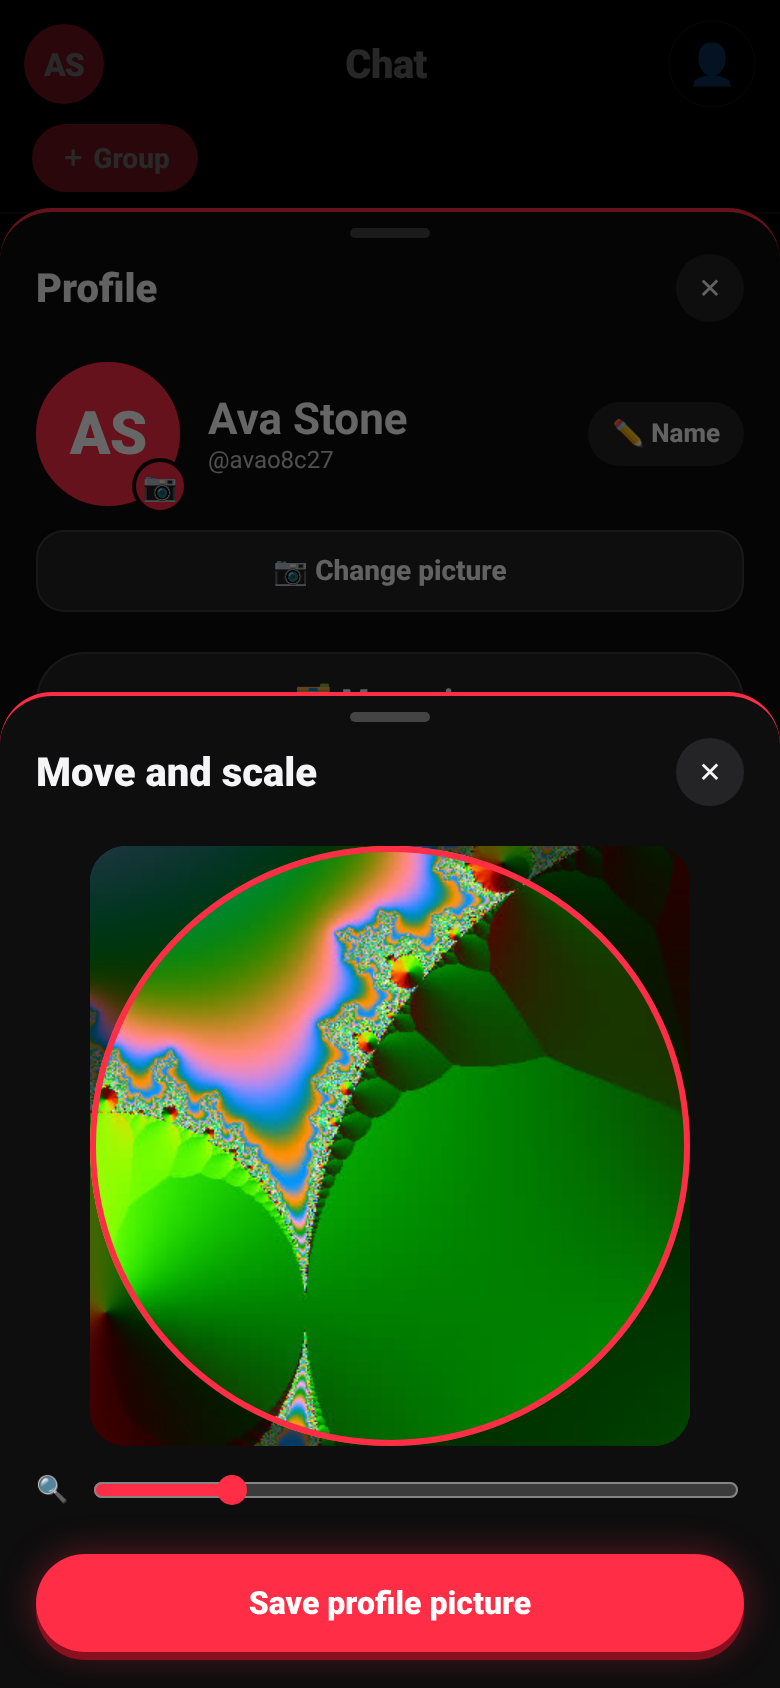 AS
Chat
+ Group
Profile
✕
AS
Ava Stone
@avao8c27
Name
Change picture
Move and scale
✕
Save profile picture